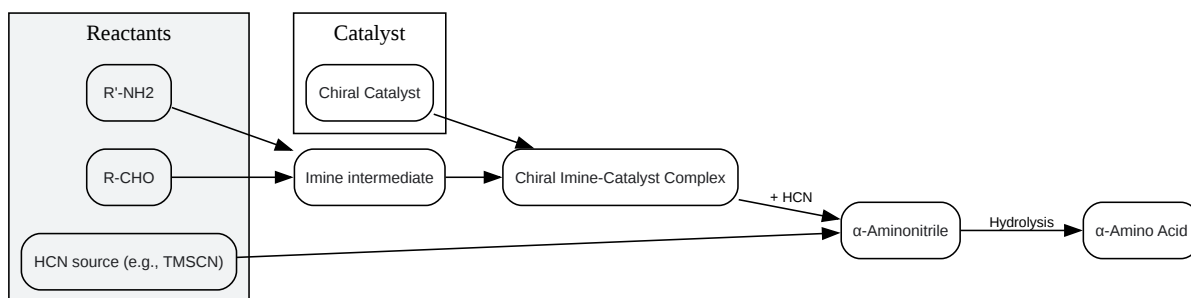 Reactants
Catalyst
R'-NH2
Chiral Catalyst
R-CHO
Imine intermediate
Chiral Imine-Catalyst Complex
+ HCN
HCN source (e.g., TMSCN)
α-Aminonitrile
Hydrolysis
α-Amino Acid